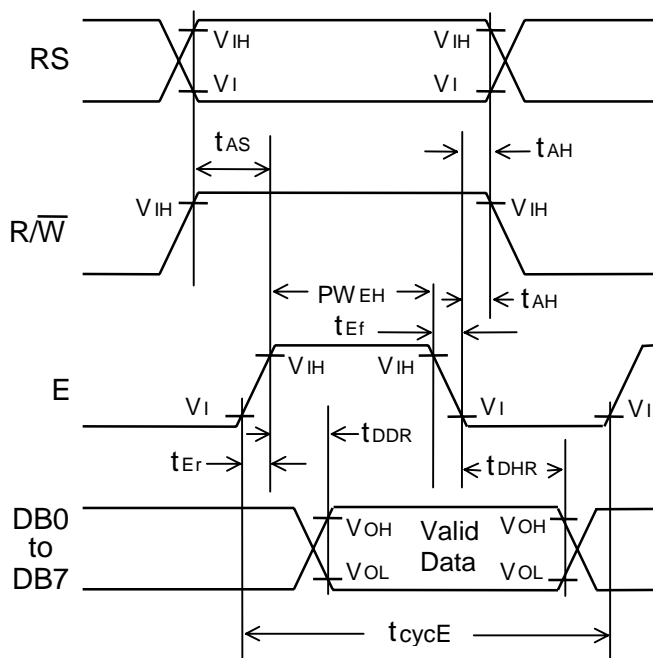 RS
VIH
VI
VIH
VI
tAS
tAH
R/W̅
VIH
VIH
PWEH
tAH
tEf
E
VI
VIH
VIH
VI
VI
tEr
tDDR
tDHR
DB0
to
DB7
VOH
VOL
Valid
Data
VOH
VOL
tcycE